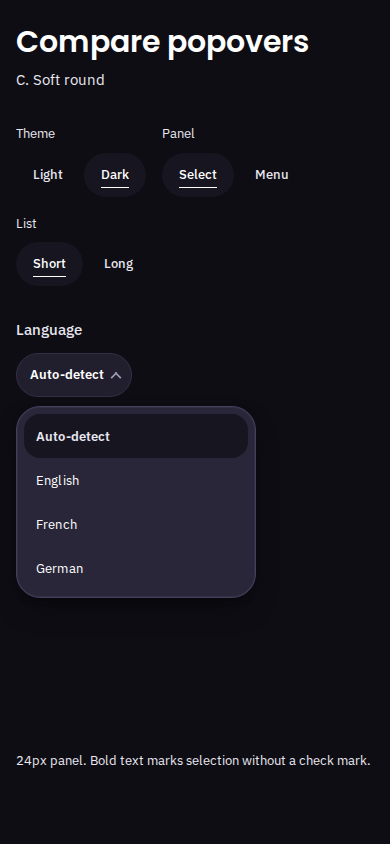 Compare popovers
C. Soft round
Theme Panel
Light Dark Select Menu
List
Short Long
Language
Auto-detect
Auto-detect
English
French
German
24px panel. Bold text marks selection without a check mark.